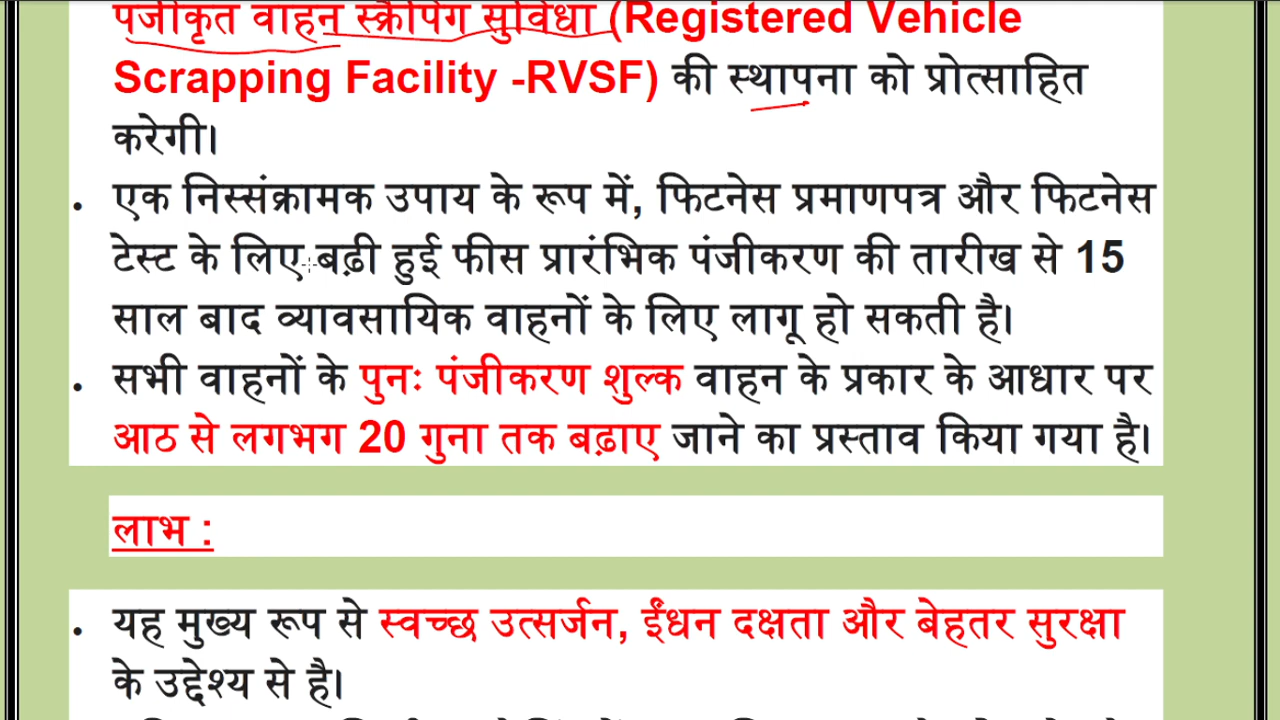 पंजीकृत वाहन स्क्रैपिंग सुविधा (Registered Vehicle
Scrapping Facility -RVSF) की स्थापना को प्रोत्साहित
करेगी।
• एक निस्संक्रामक उपाय के रूप में, फिटनेस प्रमाणपत्र और फिटनेस
टेस्ट के लिए बढ़ी हुई फीस प्रारंभिक पंजीकरण की तारीख से 15
साल बाद व्यावसायिक वाहनों के लिए लागू हो सकती है।
• सभी वाहनों के पुनः पंजीकरण शुल्क वाहन के प्रकार के आधार पर
आठ से लगभग 20 गुना तक बढ़ाए जाने का प्रस्ताव किया गया है।
लाभ :
• यह मुख्य रूप से स्वच्छ उत्सर्जन, ईंधन दक्षता और बेहतर सुरक्षा
के उद्देश्य से है।